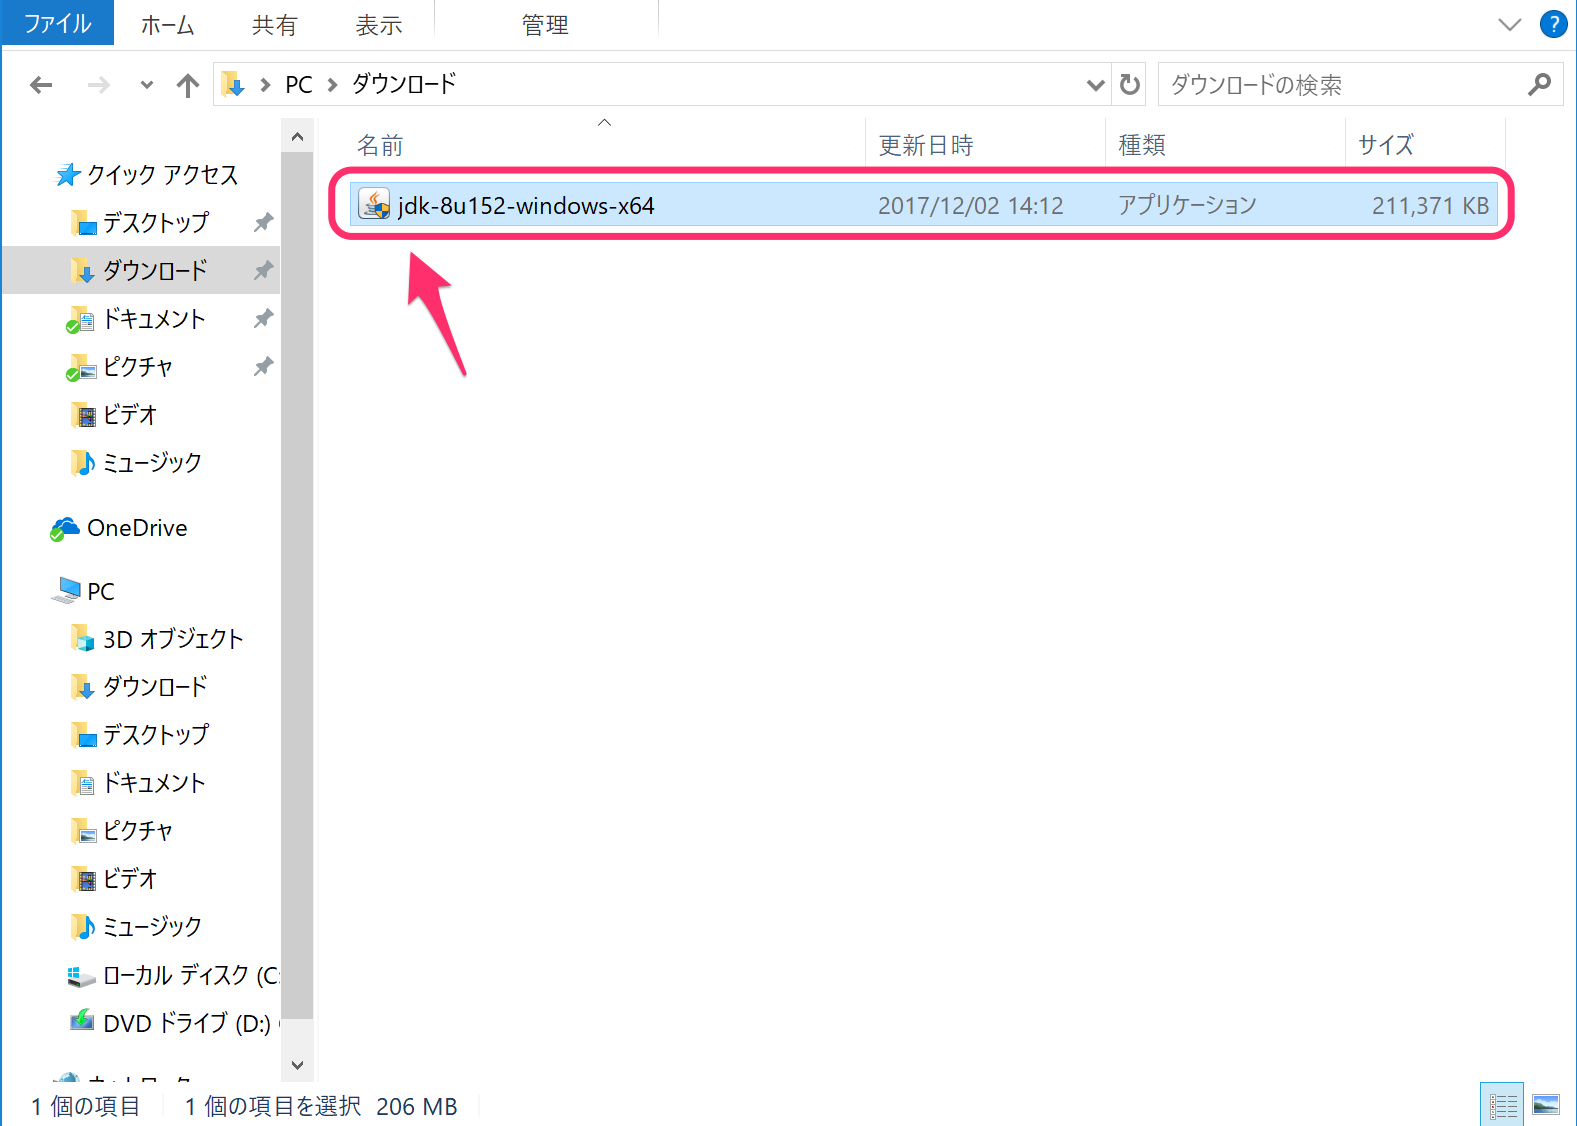 ファイル ホーム 共有 表示 管理
PC ダウンロード ダウンロードの検索
名前 更新日時 種類 サイズ
jdk-8u152-windows-x64 2017/12/02 14:12 アプリケーション 211,371 KB
クイック アクセス
デスクトップ
ダウンロード
ドキュメント
ピクチャ
ビデオ
ミュージック
OneDrive
PC
3D オブジェクト
ダウンロード
デスクトップ
ドキュメント
ピクチャ
ビデオ
ミュージック
ローカル ディスク (C:
DVD ドライブ (D:)
1 個の項目 1 個の項目を選択 206 MB